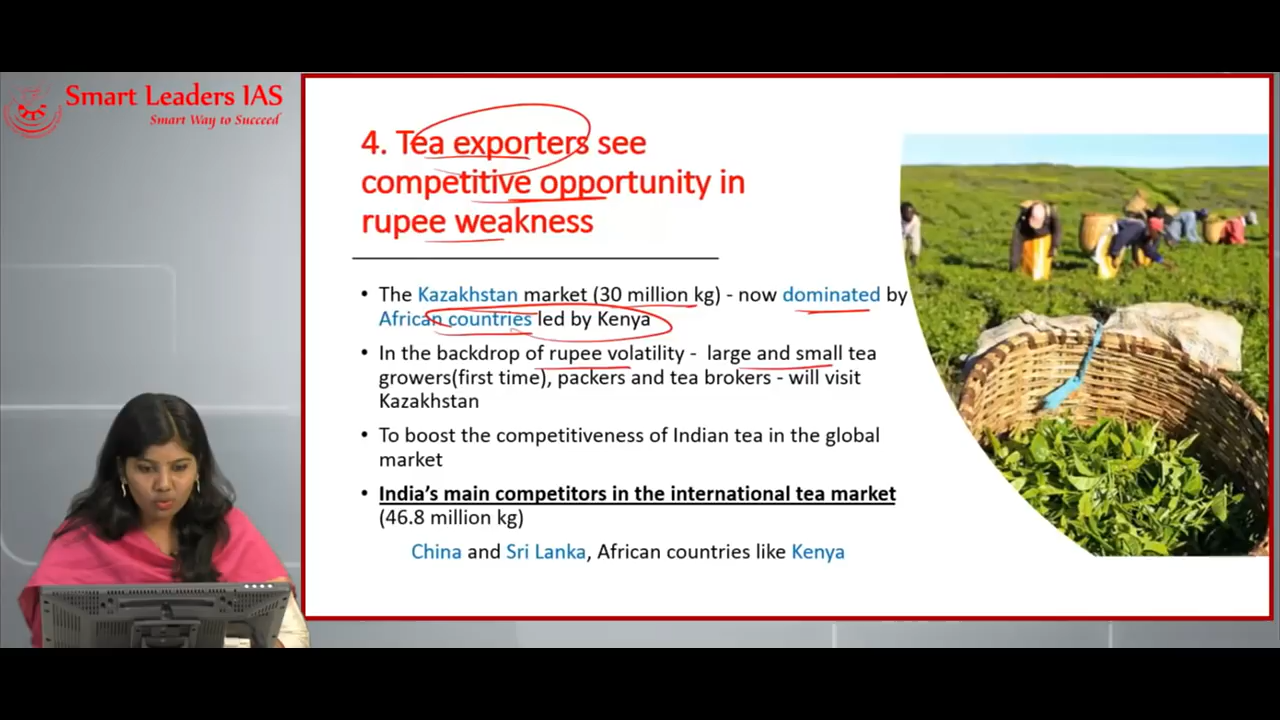 Smart Leaders IAS
Smart Way to Succeed
4. Tea exporters see
competitive opportunity in
rupee weakness
• The Kazakhstan market (30 million kg) - now dominated by
African countries led by Kenya
• In the backdrop of rupee volatility - large and small tea
growers(first time), packers and tea brokers - will visit
Kazakhstan
• To boost the competitiveness of Indian tea in the global
market
• India's main competitors in the international tea market
(46.8 million kg)
China and Sri Lanka, African countries like Kenya